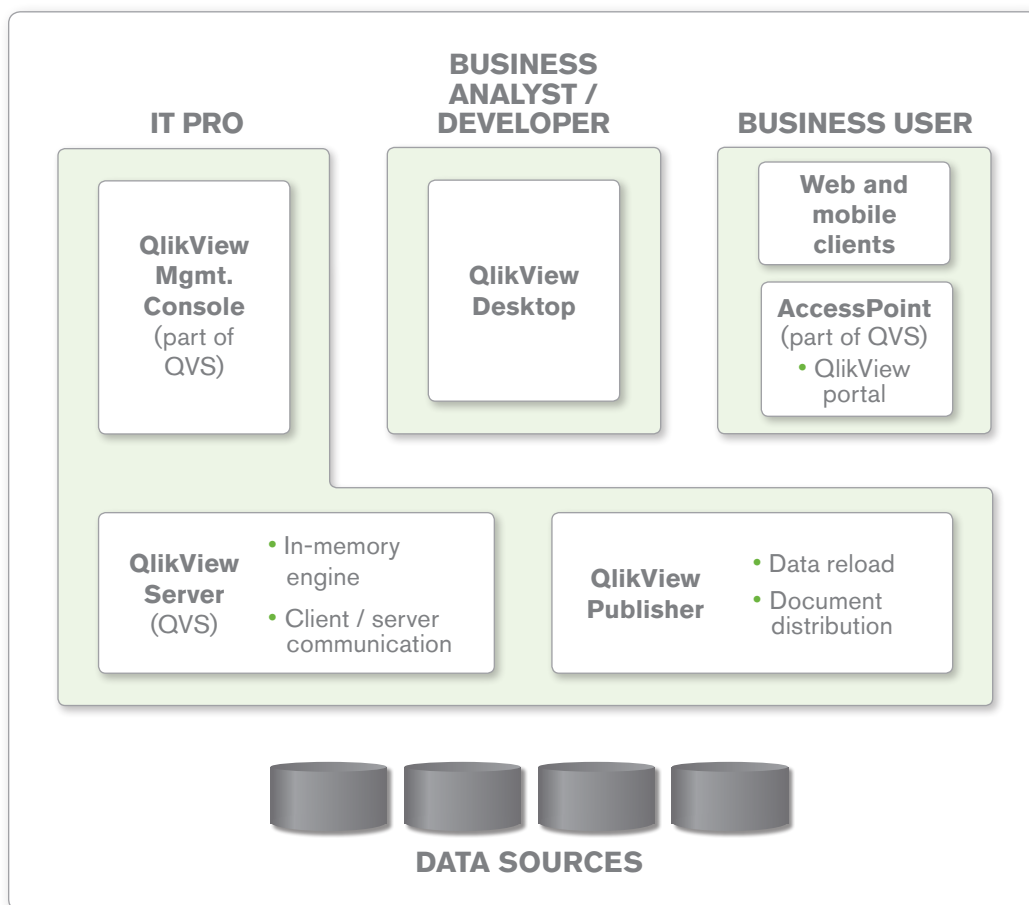 IT PRO
BUSINESS
ANALYST /
DEVELOPER
BUSINESS USER
QlikView
Mgmt.
Console
(part of
QVS)
QlikView
Desktop
Web and
mobile
clients
AccessPoint
(part of QVS)
• QlikView
portal
QlikView
Server
(QVS)
• In-memory
engine
• Client / server
communication
QlikView
Publisher
• Data reload
• Document
distribution
DATA SOURCES